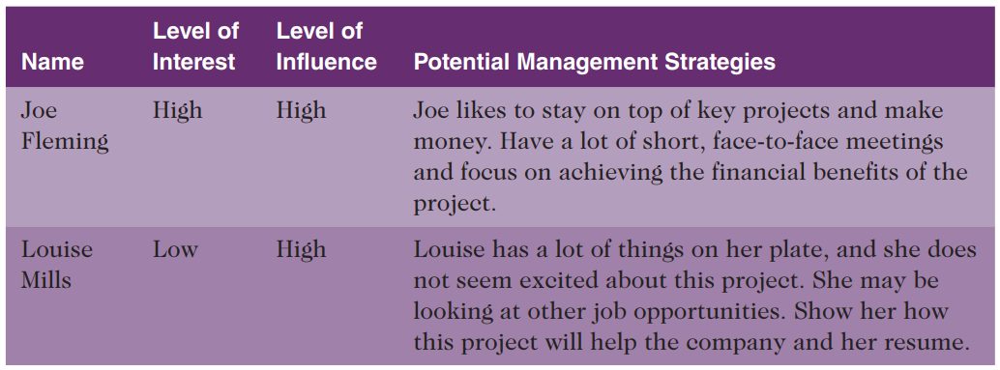 Name Level of Interest Level of Influence Potential Management Strategies
Joe Fleming High High Joe likes to stay on top of key projects and make
money. Have a lot of short, face-to-face meetings
and focus on achieving the financial benefits of the
project.
Louise Mills Low High Louise has a lot of things on her plate, and she does
not seem excited about this project. She may be
looking at other job opportunities. Show her how
this project will help the company and her resume.